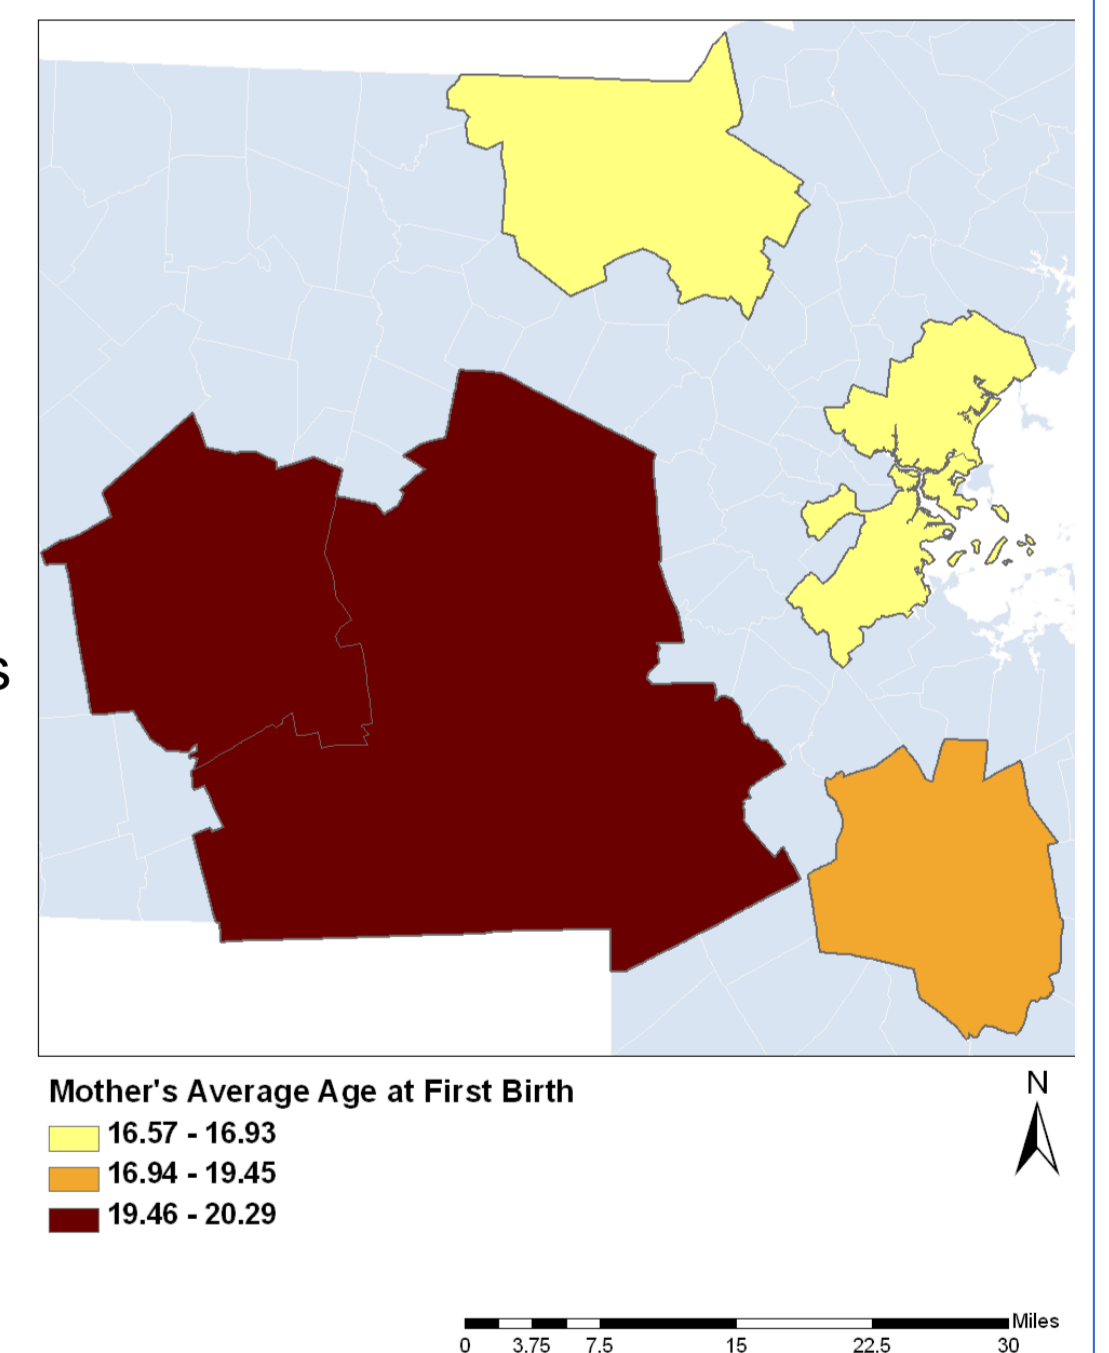 s
Mother's Average Age at First Birth
N
16.57 - 16.93
16.94 - 19.45
19.46 - 20.29
Miles
0 3.75 7.5 15 22.5 30